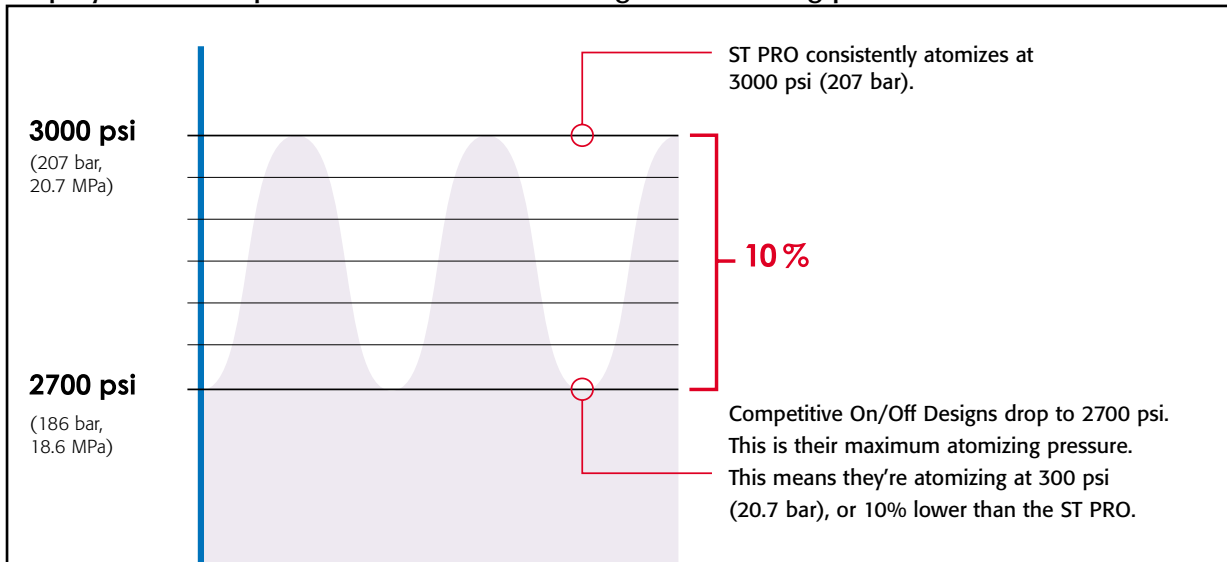 ST PRO consistently atomizes at
3000 psi (207 bar).
3000 psi
(207 bar,
20.7 MPa)
10%
2700 psi
(186 bar,
18.6 MPa)
Competitive On/Off Designs drop to 2700 psi.
This is their maximum atomizing pressure.
This means they're atomizing at 300 psi
(20.7 bar), or 10% lower than the ST PRO.